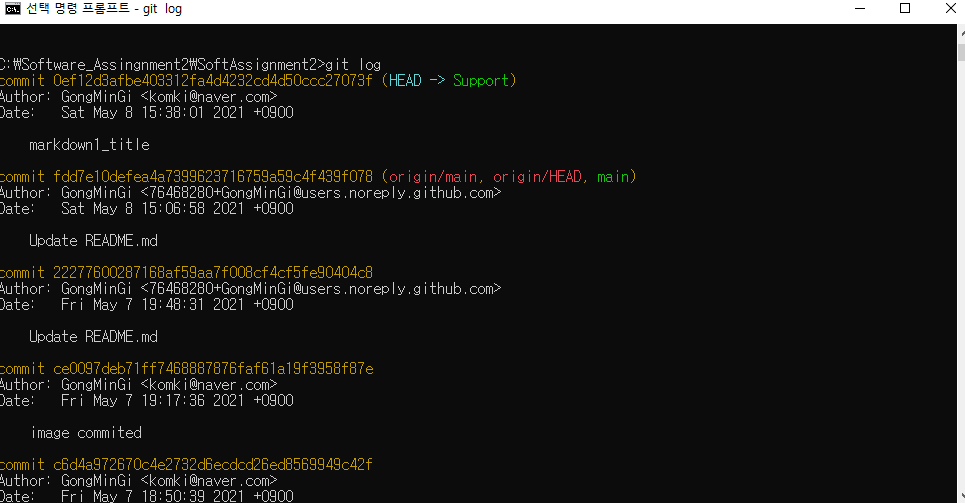 선택 명령 프롬프트 - git log
C:₩Software_Assingnment2₩SoftAssignment2>git log
commit 0ef12d3afbe403312fa4d4232cd4d50ccc27073f (HEAD -> Support)
Author: GongMinGi <komki@naver.com>
Date: Sat May 8 15:38:01 2021 +0900
markdown1_title
commit fdd7e10defea4a7399623716759a59c4f439f078 (origin/main, origin/HEAD, main)
Author: GongMinGi <76468280+GongMinGi@users.noreply.github.com>
Date: Sat May 8 15:06:58 2021 +0900
Update README.md
commit 22277600287168af59aa7f008cf4cf5fe90404c8
Author: GongMinGi <76468280+GongMinGi@users.noreply.github.com>
Date: Fri May 7 19:48:31 2021 +0900
Update README.md
commit ce0097deb71ff7468887876faf61a19f3958f87e
Author: GongMinGi <komki@naver.com>
Date: Fri May 7 19:17:36 2021 +0900
image commited
commit c6d4a972670c4e2732d6ecdcd26ed8569949c42f
Author: GongMinGi <komki@naver.com>
Date: Fri May 7 18:50:39 2021 +0900